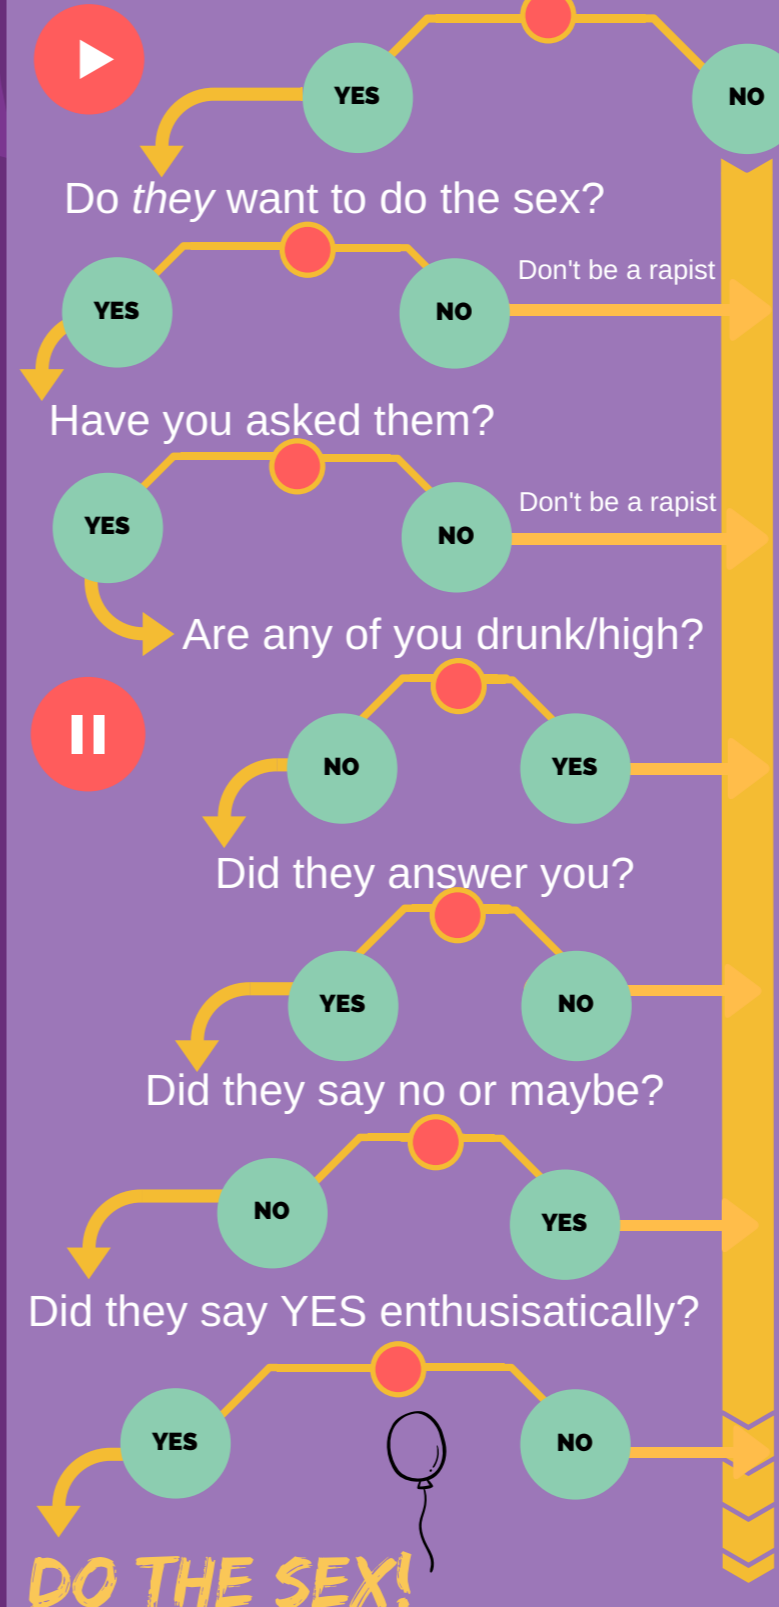 YES
NO
Do they want to do the sex?
Don't be a rapist
YES
NO
Have you asked them?
Don't be a rapist
YES
NO
Are any of you drunk/high?
NO
YES
Did they answer you?
YES
NO
Did they say no or maybe?
NO
YES
Did they say YES enthusisatically?
YES
NO
DO THE SEX!